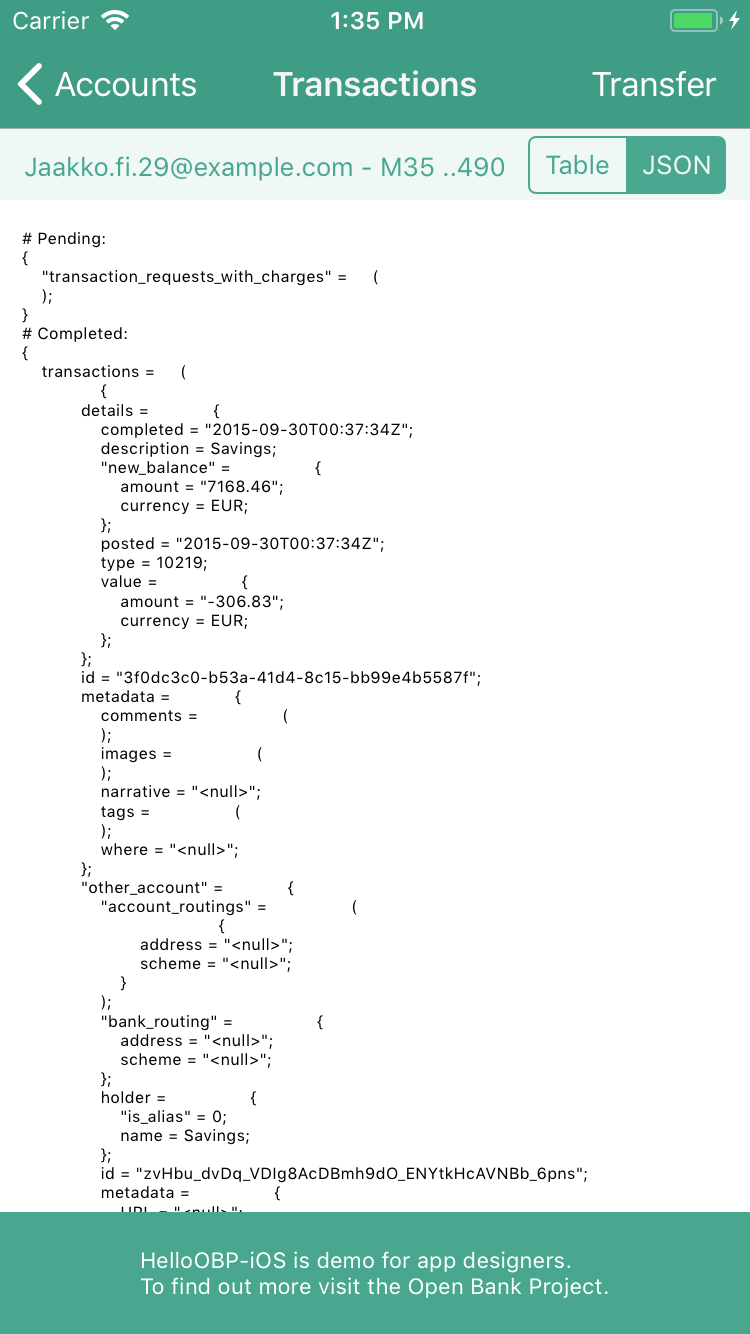 Carrier 1:35 PM
Accounts Transactions Transfer
Jaakko.fi.29@example.com - M35 ..490 Table JSON
# Pending:
{
"transaction_requests_with_charges" = (
);
}
# Completed:
{
transactions = (
{
details = {
completed = "2015-09-30T00:37:34Z";
description = Savings;
"new_balance" = {
amount = "7168.46";
currency = EUR;
};
posted = "2015-09-30T00:37:34Z";
type = 10219;
value = {
amount = "-306.83";
currency = EUR;
};
};
id = "3f0dc3c0-b53a-41d4-8c15-bb99e4b5587f";
metadata = {
comments = (
);
images = (
);
narrative = "<null>";
tags = (
);
where = "<null>";
};
"other_account" = {
"account_routings" = (
{
address = "<null>";
scheme = "<null>";
}
);
"bank_routing" = {
address = "<null>";
scheme = "<null>";
};
holder = {
"is_alias" = 0;
name = Savings;
};
id = "zvHbu_dvDq_VDIg8AcDBmh9dO_ENYtkHcAVNBb_6pns";
metadata = {
URL = "<null>";
HelloOBP-iOS is demo for app designers.
To find out more visit the Open Bank Project.